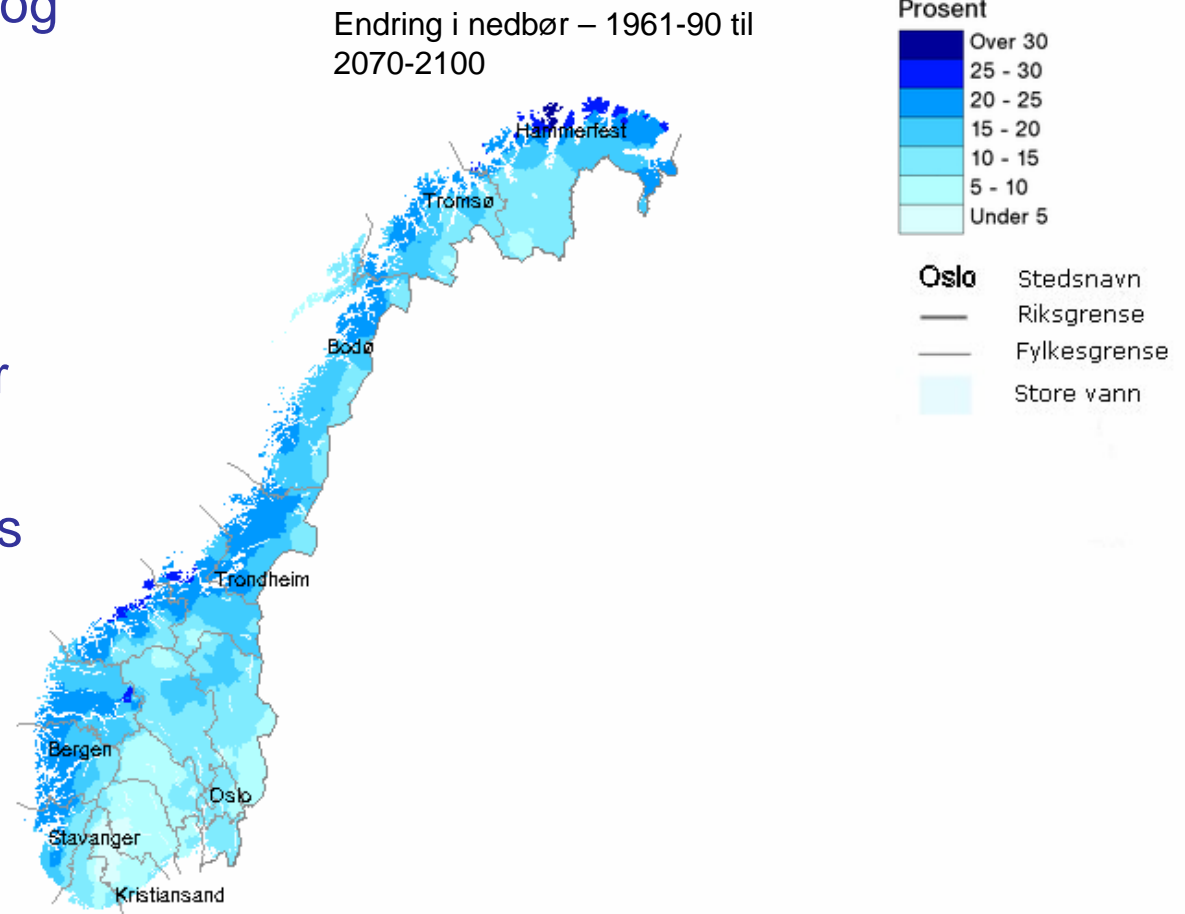 og
Endring i nedbør – 1961-90 til
2070-2100
Prosent
Over 30
25 - 30
20 - 25
15 - 20
10 - 15
5 - 10
Under 5
Oslo Stedsnavn
Riksgrense
Fylkesgrense
Store vann
Hammerfest
Tromsø
Bodø
r
s
Trondheim
Bergen
Oslo
Stavanger
Kristiansand